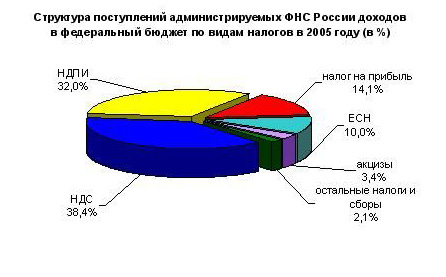 Структура поступлений администрируемых ФНС России доходов
в федеральный бюджет по видам налогов в 2005 году (в %)
НДПИ
32,0%
налог на прибыль
14,1%
ЕСН
10,0%
акцизы
3,4%
остальные налоги и
сборы
2,1%
НДС
38,4%